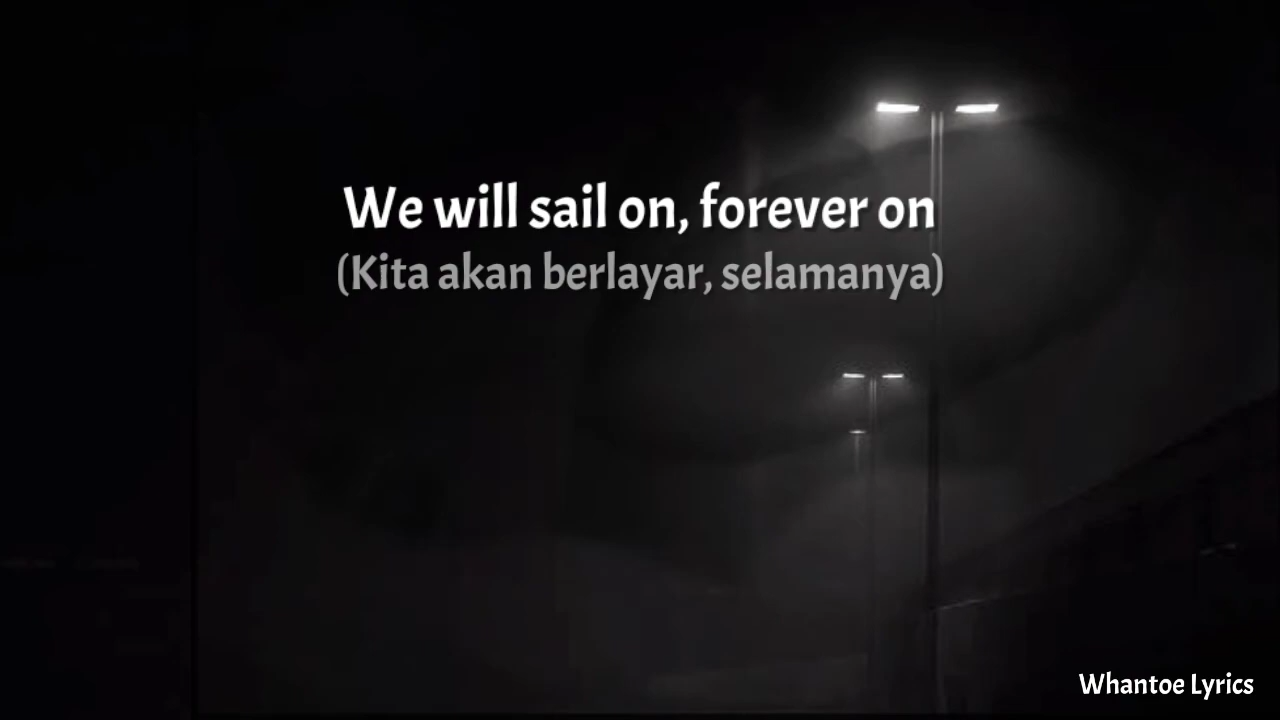 We will sail on, forever on
(Kita akan berlayar, selamanya)
Whantoe Lyrics